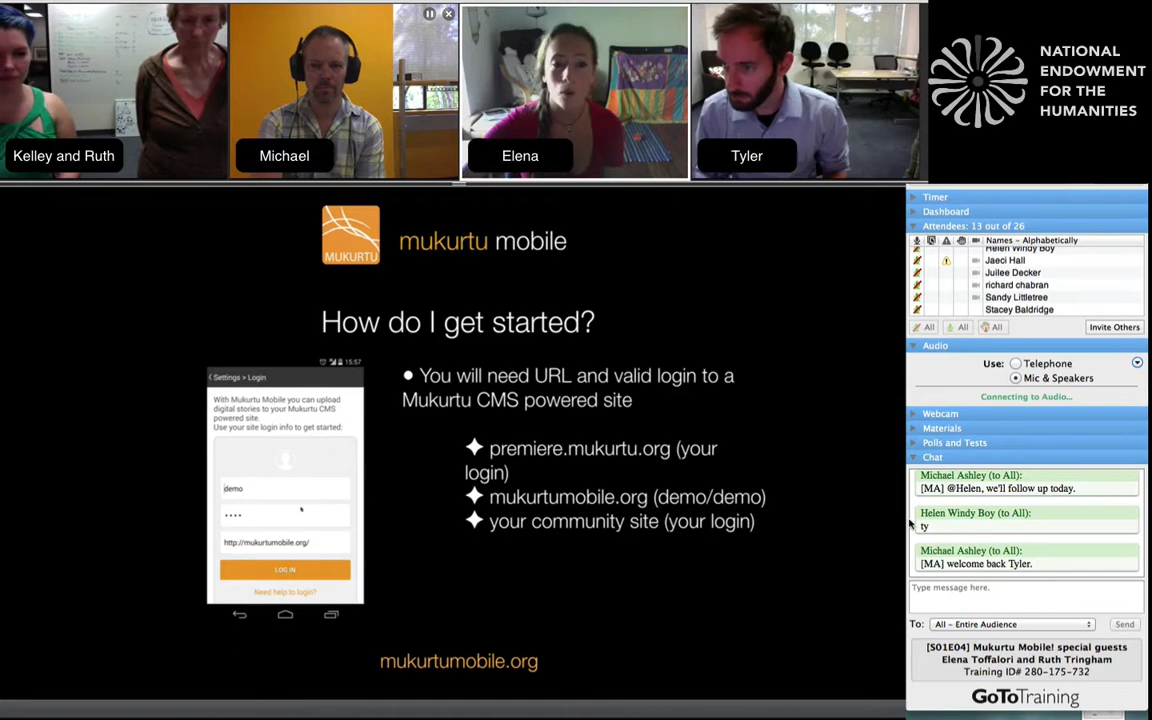 Kelley and Ruth
Michael
Elena
Tyler
NATIONAL
ENDOWMENT
FOR THE
HUMANITIES
MUKURTU
mukurtu mobile
How do I get started?
15:57
Settings > Login
With Mukurtu Mobile you can upload
digital stories to your Mukurtu CMS
powered site.
Use your site login info to get started:
demo
http://mukurtumobile.org/
LOG IN
Need help to login?
● You will need URL and valid login to a
Mukurtu CMS powered site
✦ premiere.mukurtu.org (your
login)
✦ mukurtumobile.org (demo/demo)
✦ your community site (your login)
mukurtumobile.org
Timer
Dashboard
Attendees: 13 out of 26
Names - Alphabetically
Helen Windy Boy
Jaeci Hall
Juilee Decker
richard chabran
Sandy Littletree
Stacey Baldridge
All All All Invite Others
Audio
Use: Telephone
Mic & Speakers
Connecting to Audio...
Webcam
Materials
Polls and Tests
Chat
Michael Ashley (to All):
[MA] @Helen, we'll follow up today.
Helen Windy Boy (to All):
ty
Michael Ashley (to All):
[MA] welcome back Tyler.
Type message here.
To: All - Entire Audience Send
[S01E04] Mukurtu Mobile! special guests
Elena Toffalori and Ruth Tringham
Training ID# 280-175-732
GoToTraining